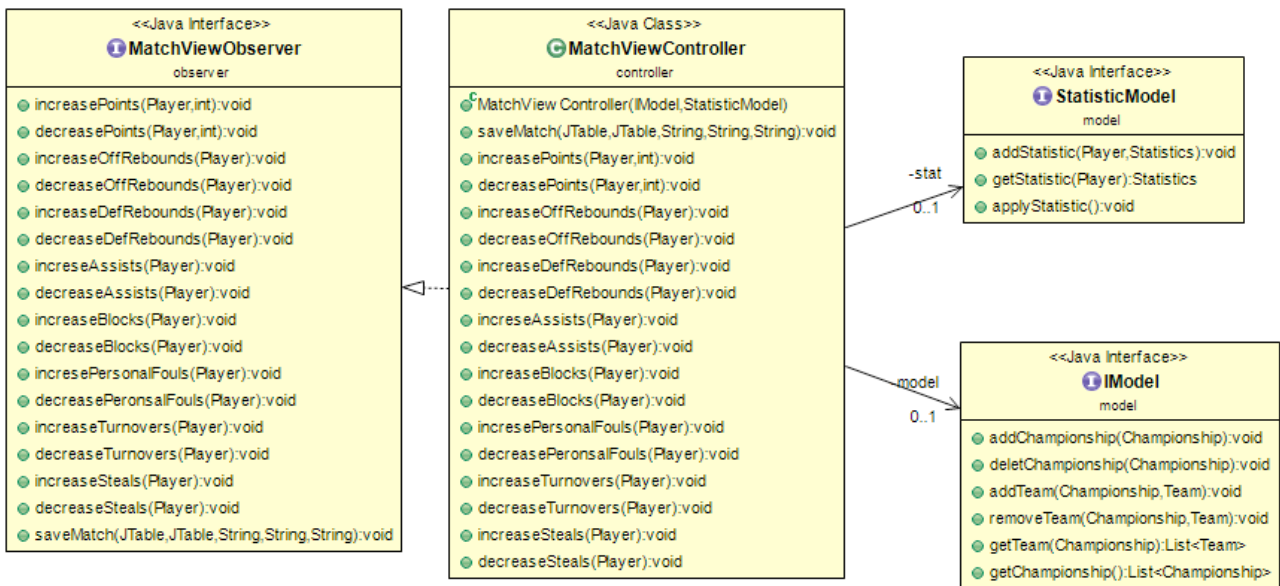 <<Java Interface>>
MatchViewObserver
observer
increasePoints(Player,int):void
decreasePoints(Player,int):void
increaseOffRebounds(Player):void
decreaseOffRebounds(Player):void
increaseDefRebounds(Player):void
decreaseDefRebounds(Player):void
increseAssists(Player):void
decreaseAssists(Player):void
increaseBlocks(Player):void
decreaseBlocks(Player):void
incresePersonalFouls(Player):void
decreasePeronsalFouls(Player):void
increaseTurnovers(Player):void
decreaseTurnovers(Player):void
increaseSteals(Player):void
decreaseSteals(Player):void
saveMatch(JTable,JTable,String,String,String):void
<<Java Class>>
MatchViewController
controller
MatchView Controller(IModel,StatisticModel)
saveMatch(JTable,JTable,String,String,String):void
increasePoints(Player,int):void
decreasePoints(Player,int):void
increaseOffRebounds(Player):void
decreaseOffRebounds(Player):void
increaseDefRebounds(Player):void
decreaseDefRebounds(Player):void
increseAssists(Player):void
decreaseAssists(Player):void
increaseBlocks(Player):void
decreaseBlocks(Player):void
incresePersonalFouls(Player):void
decreasePeronsalFouls(Player):void
increaseTurnovers(Player):void
decreaseTurnovers(Player):void
increaseSteals(Player):void
decreaseSteals(Player):void
-stat
0..1
<<Java Interface>>
StatisticModel
model
addStatistic(Player,Statistics):void
getStatistic(Player):Statistics
applyStatistic():void
-model
0..1
<<Java Interface>>
IModel
model
addChampionship(Championship):void
deletChampionship(Championship):void
addTeam(Championship,Team):void
removeTeam(Championship,Team):void
getTeam(Championship):List<Team>
getChampionship():List<Championship>